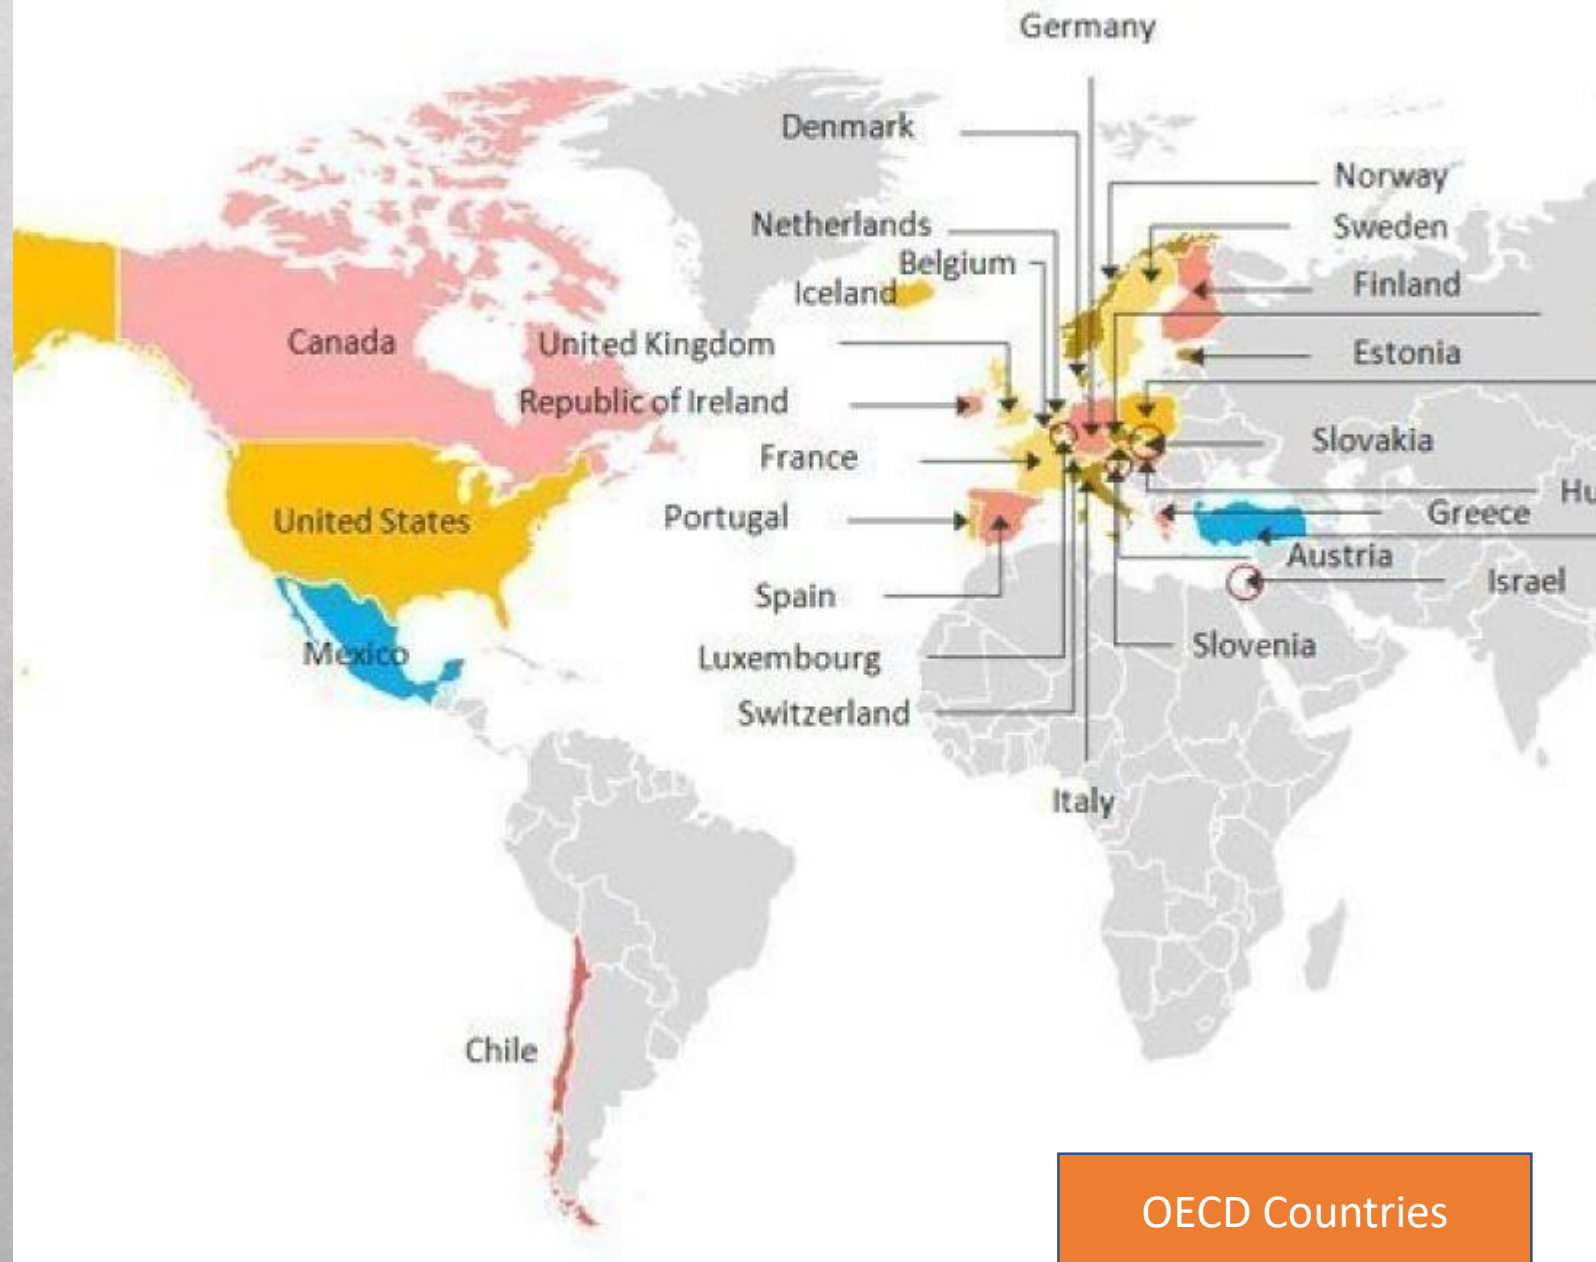 Germany
Denmark
Norway
Netherlands
Sweden
Belgium
Finland
Iceland
Canada
United Kingdom
Estonia
Republic of Ireland
Slovakia
France
Hu
United States
Portugal
Greece
Austria
Israel
Spain
Mexico
Luxembourg
Slovenia
Switzerland
Italy
Chile
OECD Countries